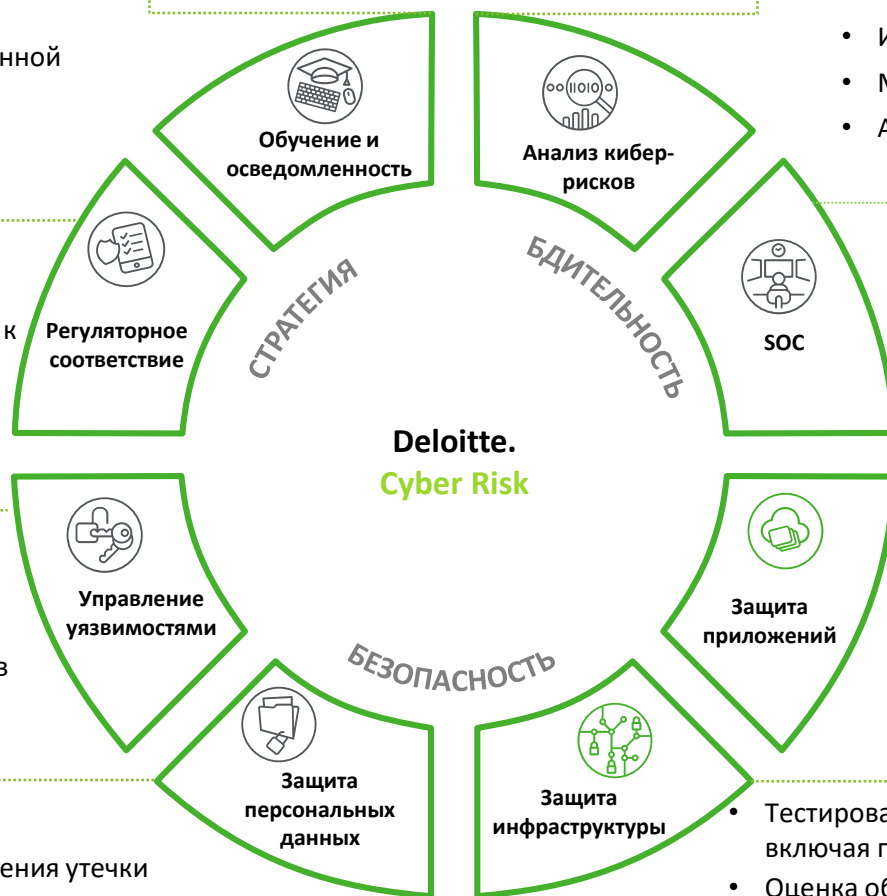 нной
Обучение и
осведомленность
Анализ кибер-
рисков
СТРАТЕГИЯ
БДИТЕЛЬНОСТЬ
к
Регуляторное
соответствие
SOC
Deloitte.
Cyber Risk
Управление
уязвимостями
Защита
приложений
БЕЗОПАСНОСТЬ
Защита
персональных
данных
Защита
инфраструктуры
ения утечки
• Тестирова
включая п
• Оценка об